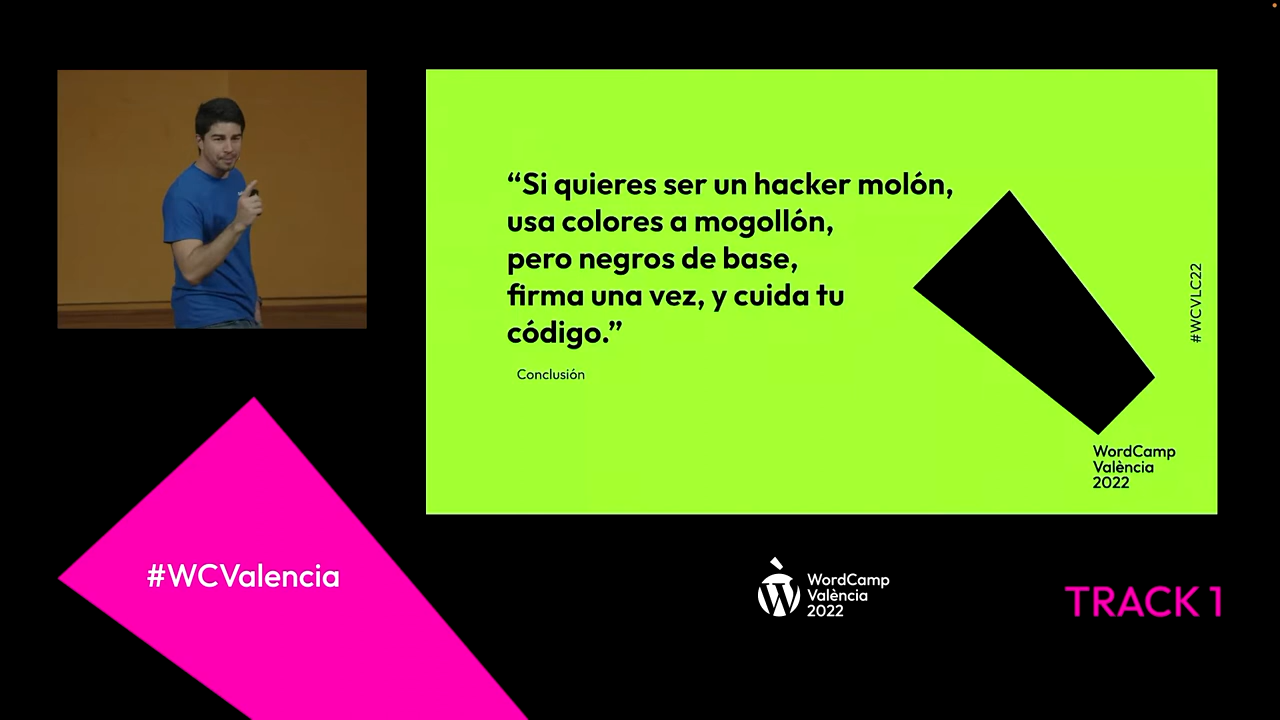 “Si quieres ser un hacker molón,
usa colores a mogollón,
pero negros de base,
firma una vez, y cuida tu
código.”
Conclusión
#WCVLC22
WordCamp
València
2022
#WCValencia
WordCamp
València
2022
TRACK 1